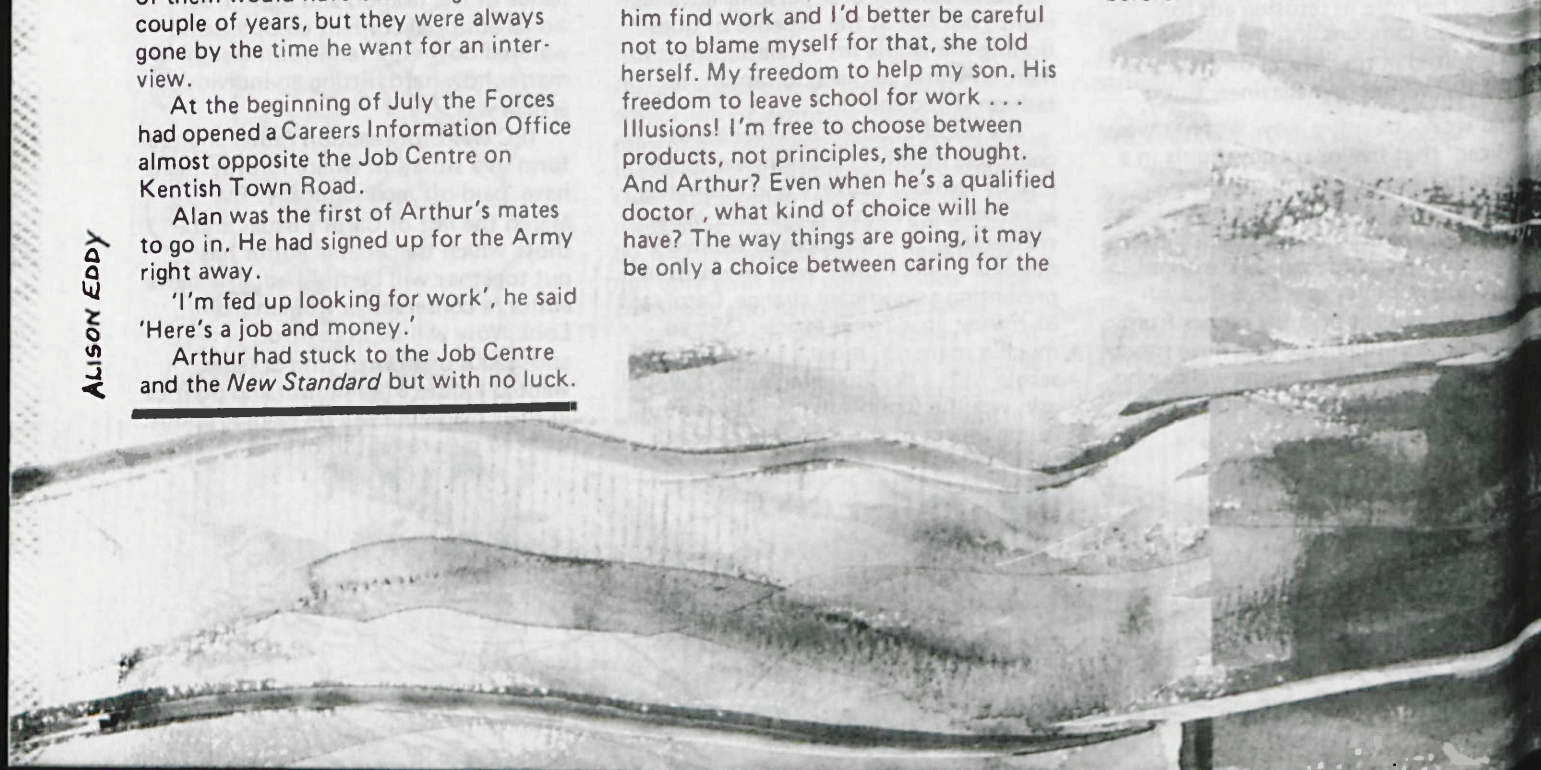 couple of years, but they were always
gone by the time he went for an inter-
view.
At the beginning of July the Forces
had opened a Careers Information Office
almost opposite the Job Centre on
Kentish Town Road.
Alan was the first of Arthur's mates
to go in. He had signed up for the Army
right away.
'I'm fed up looking for work', he said
'Here's a job and money.'
Arthur had stuck to the Job Centre
and the New Standard but with no luck.
ALISON EDDY
him find work and I'd better be careful
not to blame myself for that, she told
herself. My freedom to help my son. His
freedom to leave school for work . . .
Illusions! I'm free to choose between
products, not principles, she thought.
And Arthur? Even when he's a qualified
doctor , what kind of choice will he
have? The way things are going, it may
be only a choice between caring for the